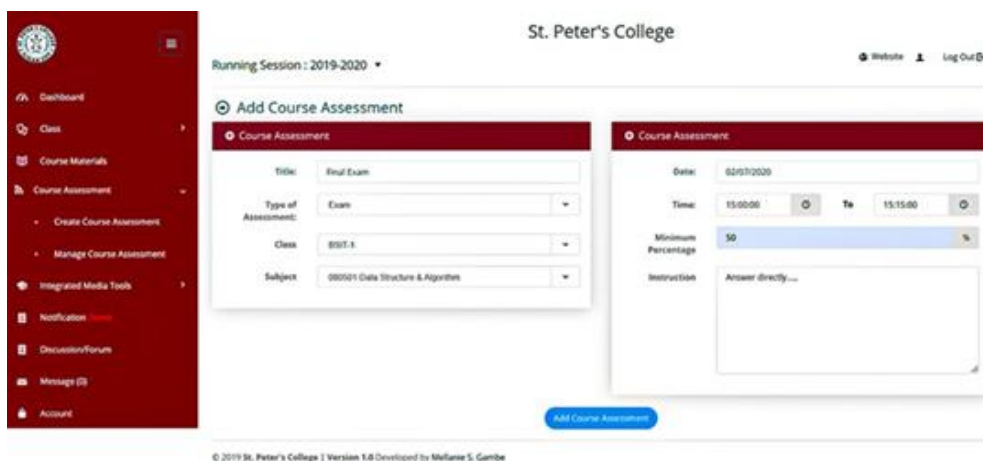 St. Peter's College
Running Session : 2019-2020
Website
Log Out
Dashboard
Class
Course Materials
Course Assessment
Create Course Assessment
Manage Course Assessment
Integrated Media Tools
Notification
Discussion/Forum
Message (0)
Account
Add Course Assessment
Course Assessment
Title: Final Exam
Type of Assessment: Exam
Class BSIT-1
Subject 080501-Data Structure & Algorithm
Course Assessment
Date: 02/07/2020
Time: 15:00:00 To 15:15:00
Minimum Percentage 50 %
Instruction Answer directly.....
Add Course Assessment
© 2019 St. Peter's College | Version 1.0 Developed by Mellanie S. Gambe